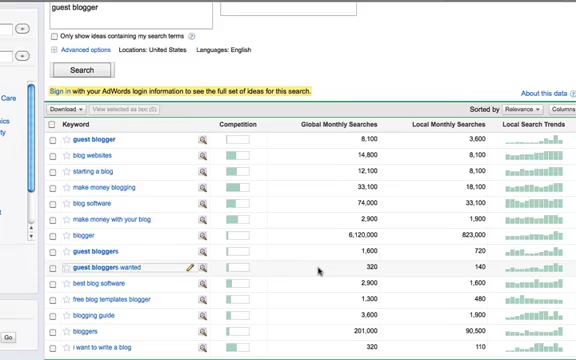 guest blogger
Only show ideas containing my search terms
Advanced options Locations: United States Languages: English
Search
Sign in with your AdWords login information to see the full set of ideas for this search.
About this data
Download View selected as text (0) Sorted by Relevance Columns
Keyword Competition Global Monthly Searches Local Monthly Searches Local Search Trends
guest blogger 8,100 3,600
blog websites 14,800 8,100
starting a blog 12,100 8,100
make money blogging 33,100 18,100
blog software 74,000 33,100
make money with your blog 2,900 1,900
blogger 6,120,000 823,000
guest bloggers 1,600 720
guest bloggers wanted 320 140
best blog software 2,900 1,600
free blog templates blogger 1,300 480
blogging guide 3,600 1,900
bloggers 201,000 90,500
i want to write a blog 320 110
Care
Go